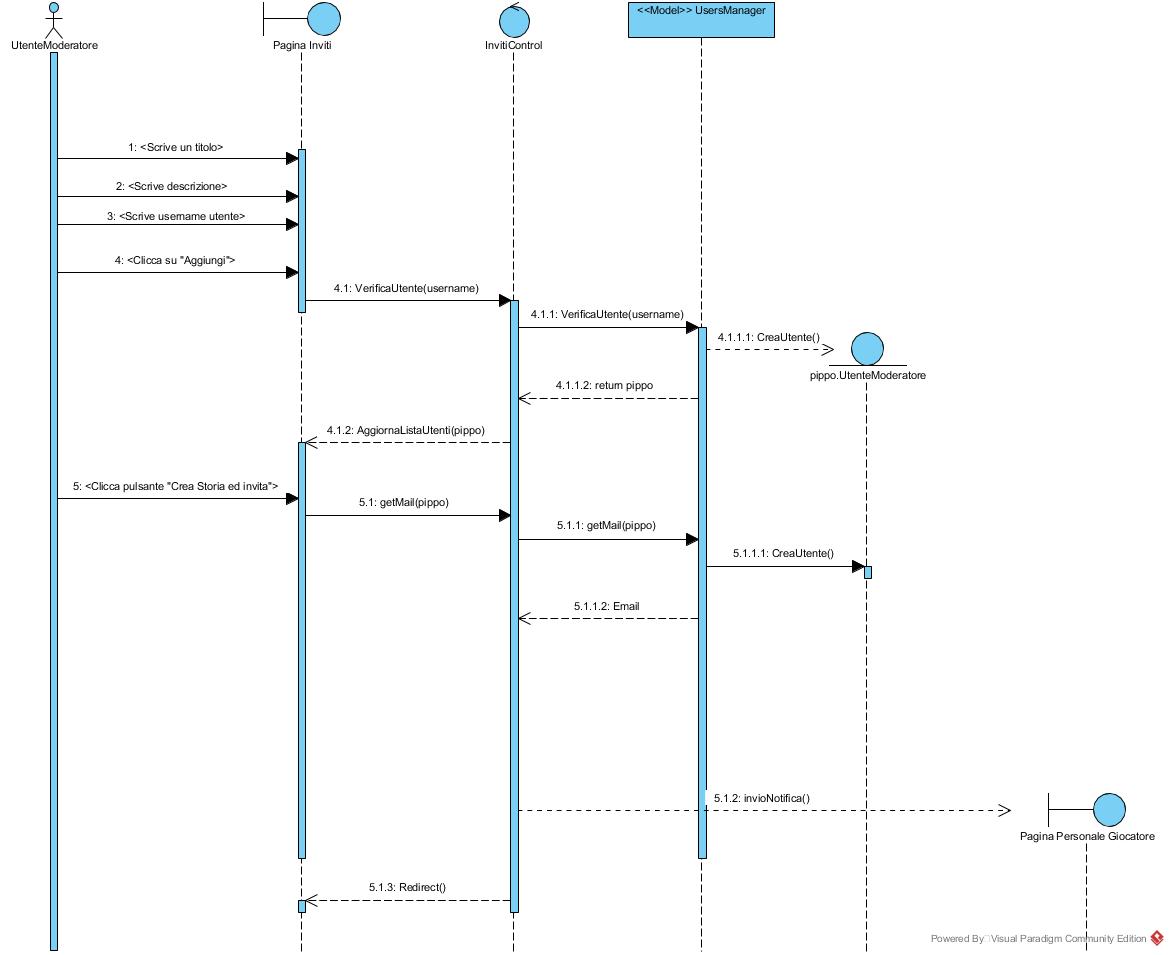 <<Model>> UsersManager
UtenteModeratore
Pagina Inviti
InvitiControl
1: <Scrive un titolo>
2: <Scrive descrizione>
3: <Scrive username utente>
4: <Clicca su "Aggiungi">
4.1: VerificaUtente(username)
4.1.1: VerificaUtente(username)
4.1.1.1: CreaUtente()
pippo.UtenteModeratore
4.1.1.2: return pippo
4.1.2: AggiornaListaUtenti(pippo)
5: <Clicca pulsante "Crea Storia ed invita">
5.1: getMail(pippo)
5.1.1: getMail(pippo)
5.1.1.1: CreaUtente()
5.1.1.2: Email
5.1.2: invioNotifica()
Pagina Personale Giocatore
5.1.3: Redirect()
Powered By Visual Paradigm Community Edition